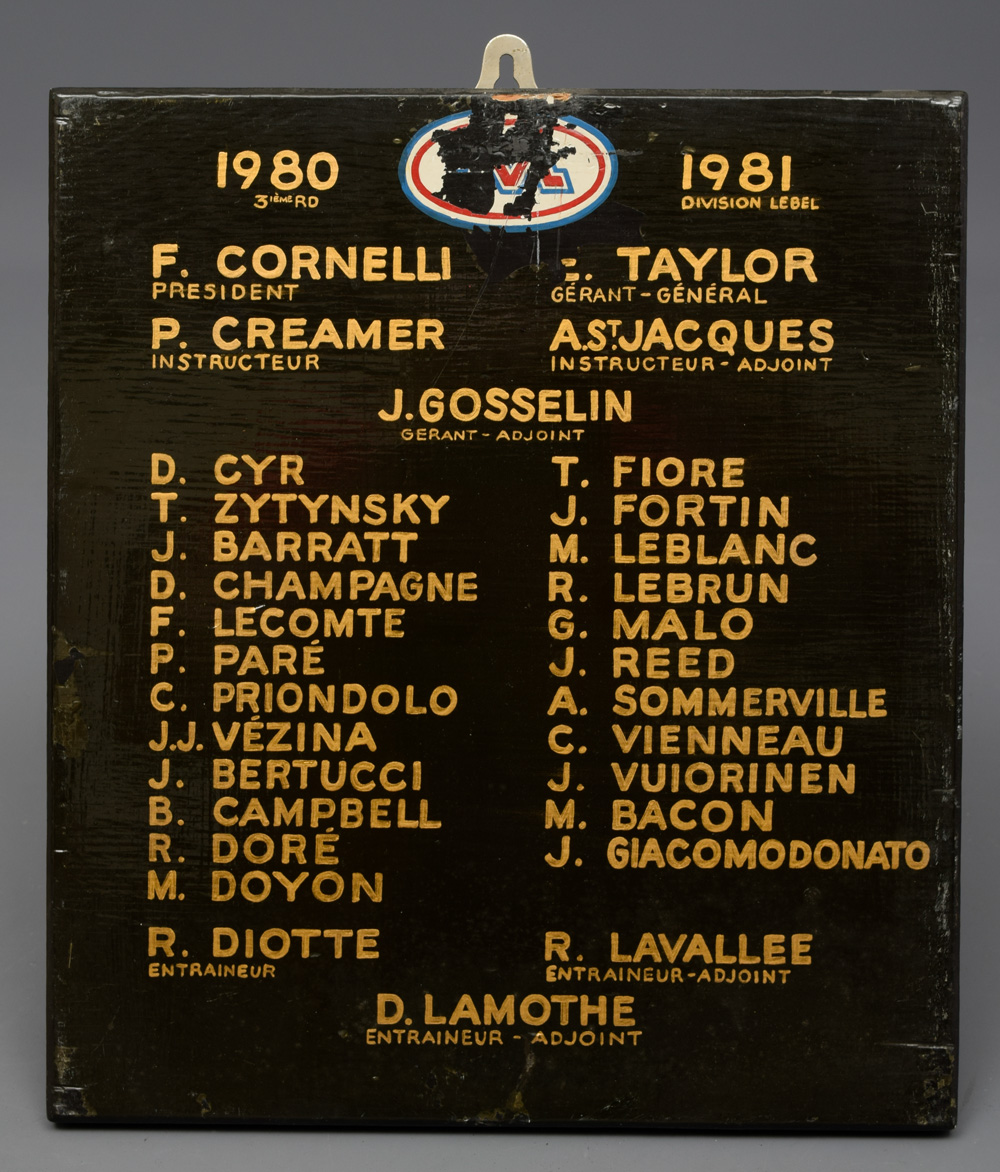 1980 1981
3IÈME RD DIVISION LEBEL
F. CORNELLI TAYLOR
PRESIDENT GÉRANT-GÉNÉRAL
P. CREAMER A.ST.JACQUES
INSTRUCTEUR INSTRUCTEUR-ADJOINT
J.GOSSELIN
GERANT-ADJOINT
D. CYR T. FIORE
T. ZYTYNSKY J. FORTIN
J. BARRATT M. LEBLANC
D. CHAMPAGNE R. LEBRUN
F. LECOMTE G. MALO
P. PARÉ J. REED
C. PRIONDOLO A. SOMMERVILLE
J.J. VÉZINA C. VIENNEAU
J. BERTUCCI J. VUIORINEN
B. CAMPBELL M. BACON
R. DORÉ J. GIACOMODONATO
M. DOYON
R. DIOTTE R. LAVALLEE
ENTRAINEUR ENTRAINEUR-ADJOINT
D. LAMOTHE
ENTRAINEUR - ADJOINT